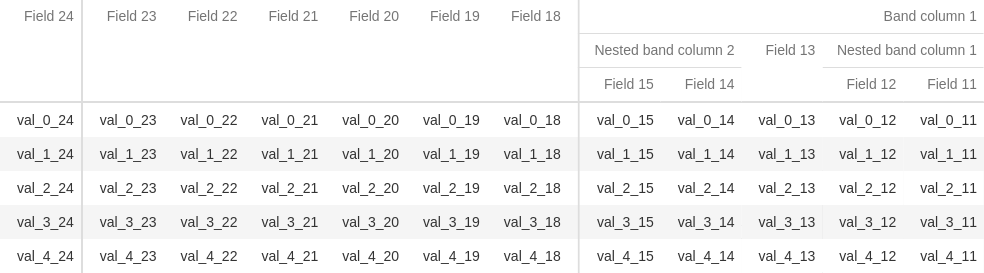 Field 24 Field 23 Field 22 Field 21 Field 20 Field 19 Field 18 Band column 1
Nested band column 2 Field 13 Nested band column 1
Field 15 Field 14 Field 12 Field 11
val_0_24 val_0_23 val_0_22 val_0_21 val_0_20 val_0_19 val_0_18 val_0_15 val_0_14 val_0_13 val_0_12 val_0_11
val_1_24 val_1_23 val_1_22 val_1_21 val_1_20 val_1_19 val_1_18 val_1_15 val_1_14 val_1_13 val_1_12 val_1_11
val_2_24 val_2_23 val_2_22 val_2_21 val_2_20 val_2_19 val_2_18 val_2_15 val_2_14 val_2_13 val_2_12 val_2_11
val_3_24 val_3_23 val_3_22 val_3_21 val_3_20 val_3_19 val_3_18 val_3_15 val_3_14 val_3_13 val_3_12 val_3_11
val_4_24 val_4_23 val_4_22 val_4_21 val_4_20 val_4_19 val_4_18 val_4_15 val_4_14 val_4_13 val_4_12 val_4_11